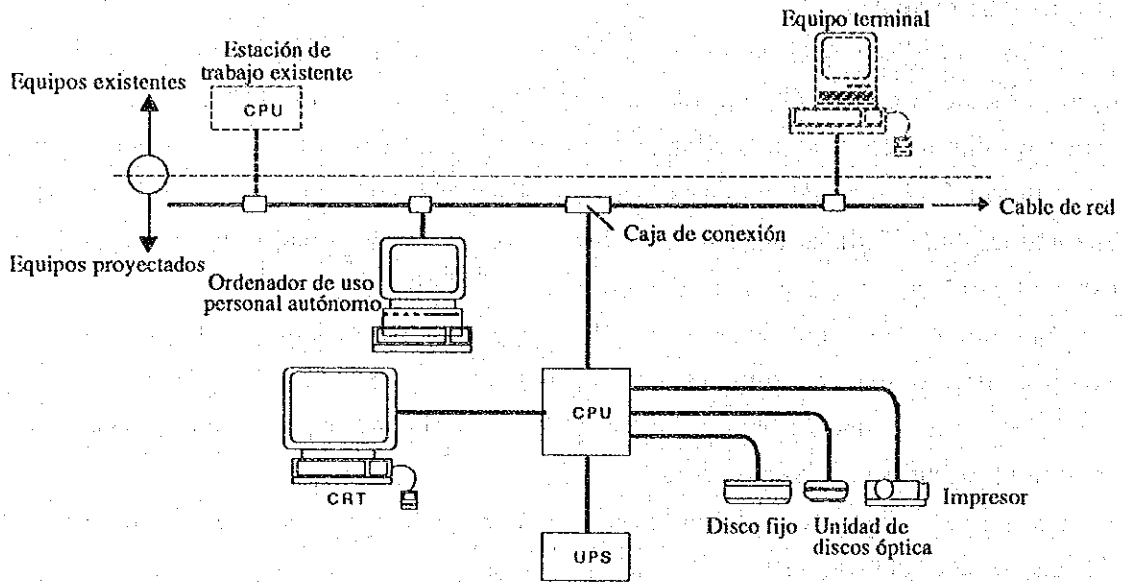 Equipo terminal
Estación de
trabajo existente
Equipos existentes
CPU
Cable de red
Caja de conexión
Equipos proyectados
Ordenador de uso
personal autónomo
CPU
CRT
Impresor
Disco fijo
Unidad de
discos óptica
UPS